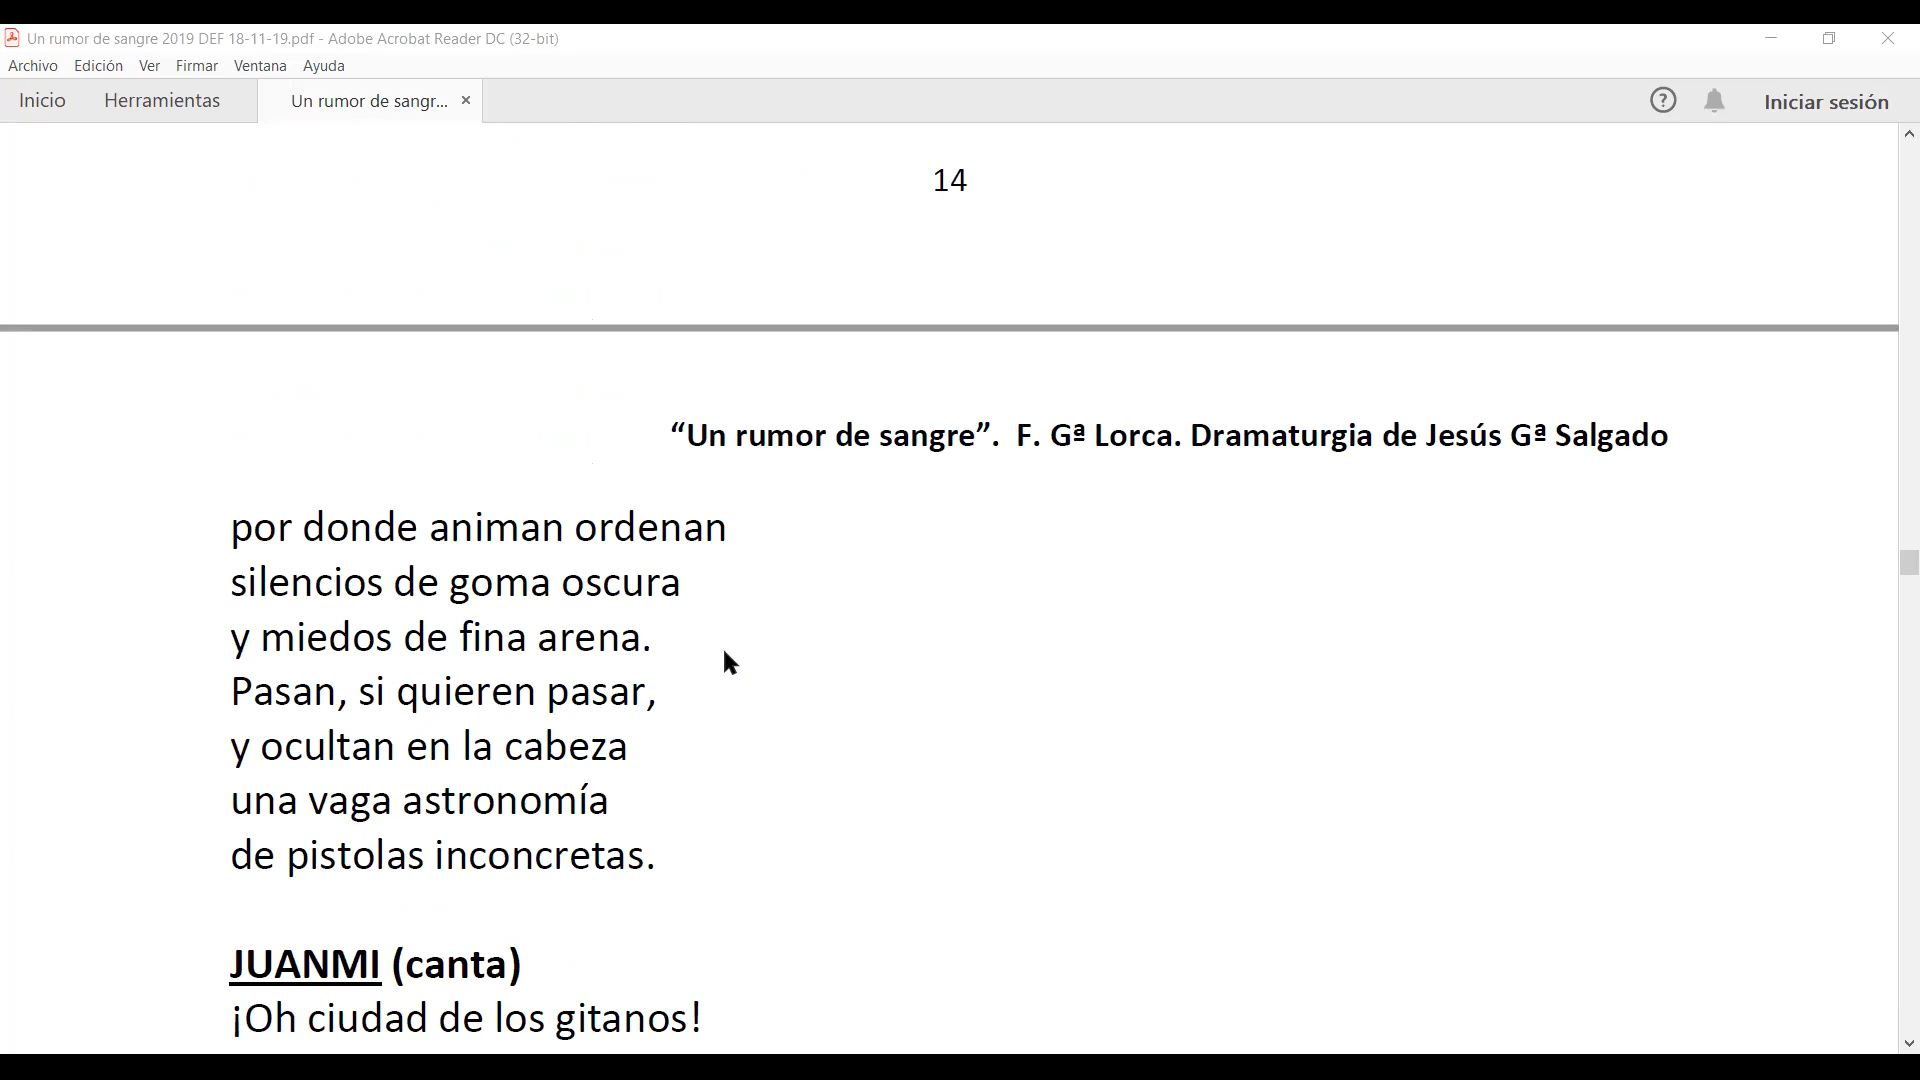 Un rumor de sangre 2019 DEF 18-11-19.pdf - Adobe Acrobat Reader DC (32-bit)
Archivo Edición Ver Firmar Ventana Ayuda
Inicio Herramientas Un rumor de sangr... Iniciar sesión
14
“Un rumor de sangre”. F. Gª Lorca. Dramaturgia de Jesús Gª Salgado
por donde animan ordenan
silencios de goma oscura
y miedos de fina arena.
Pasan, si quieren pasar,
y ocultan en la cabeza
una vaga astronomía
de pistolas inconcretas.
JUANMI (canta)
¡Oh ciudad de los gitanos!